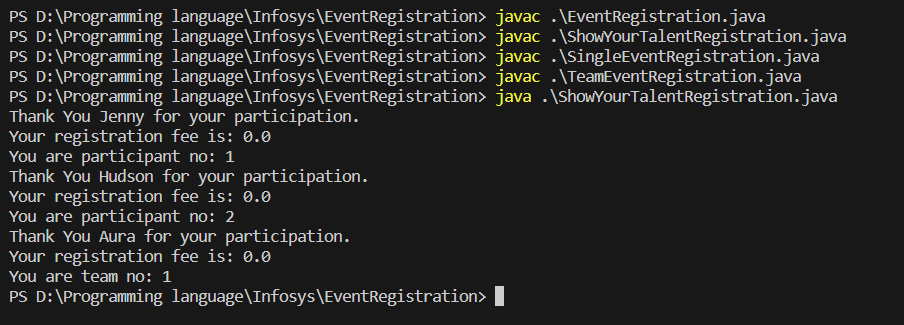 PS D:\Programming language\Infosys\EventRegistration> javac .\EventRegistration.java
PS D:\Programming language\Infosys\EventRegistration> javac .\ShowYourTalentRegistration.java
PS D:\Programming language\Infosys\EventRegistration> javac .\SingleEventRegistration.java
PS D:\Programming language\Infosys\EventRegistration> javac .\TeamEventRegistration.java
PS D:\Programming language\Infosys\EventRegistration> java .\ShowYourTalentRegistration.java
Thank You Jenny for your participation.
Your registration fee is: 0.0
You are participant no: 1
Thank You Hudson for your participation.
Your registration fee is: 0.0
You are participant no: 2
Thank You Aura for your participation.
Your registration fee is: 0.0
You are team no: 1
PS D:\Programming language\Infosys\EventRegistration>